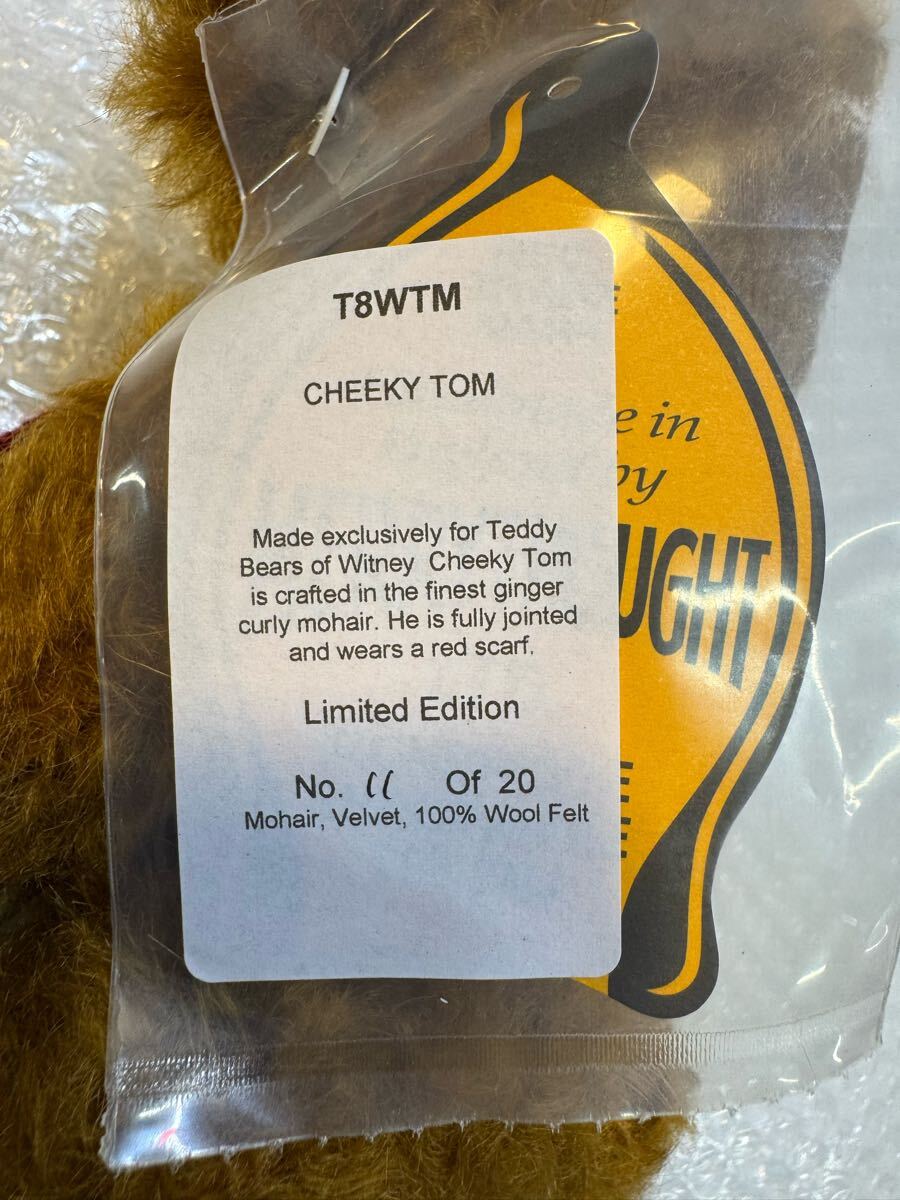 T8WTM
CHEEKY TOM
Made exclusively for Teddy
Bears of Witney Cheeky Tom
is crafted in the finest ginger
curly mohair. He is fully jointed
and wears a red scarf.
Limited Edition
No. 11 Of 20
Mohair, Velvet, 100% Wool Felt
in